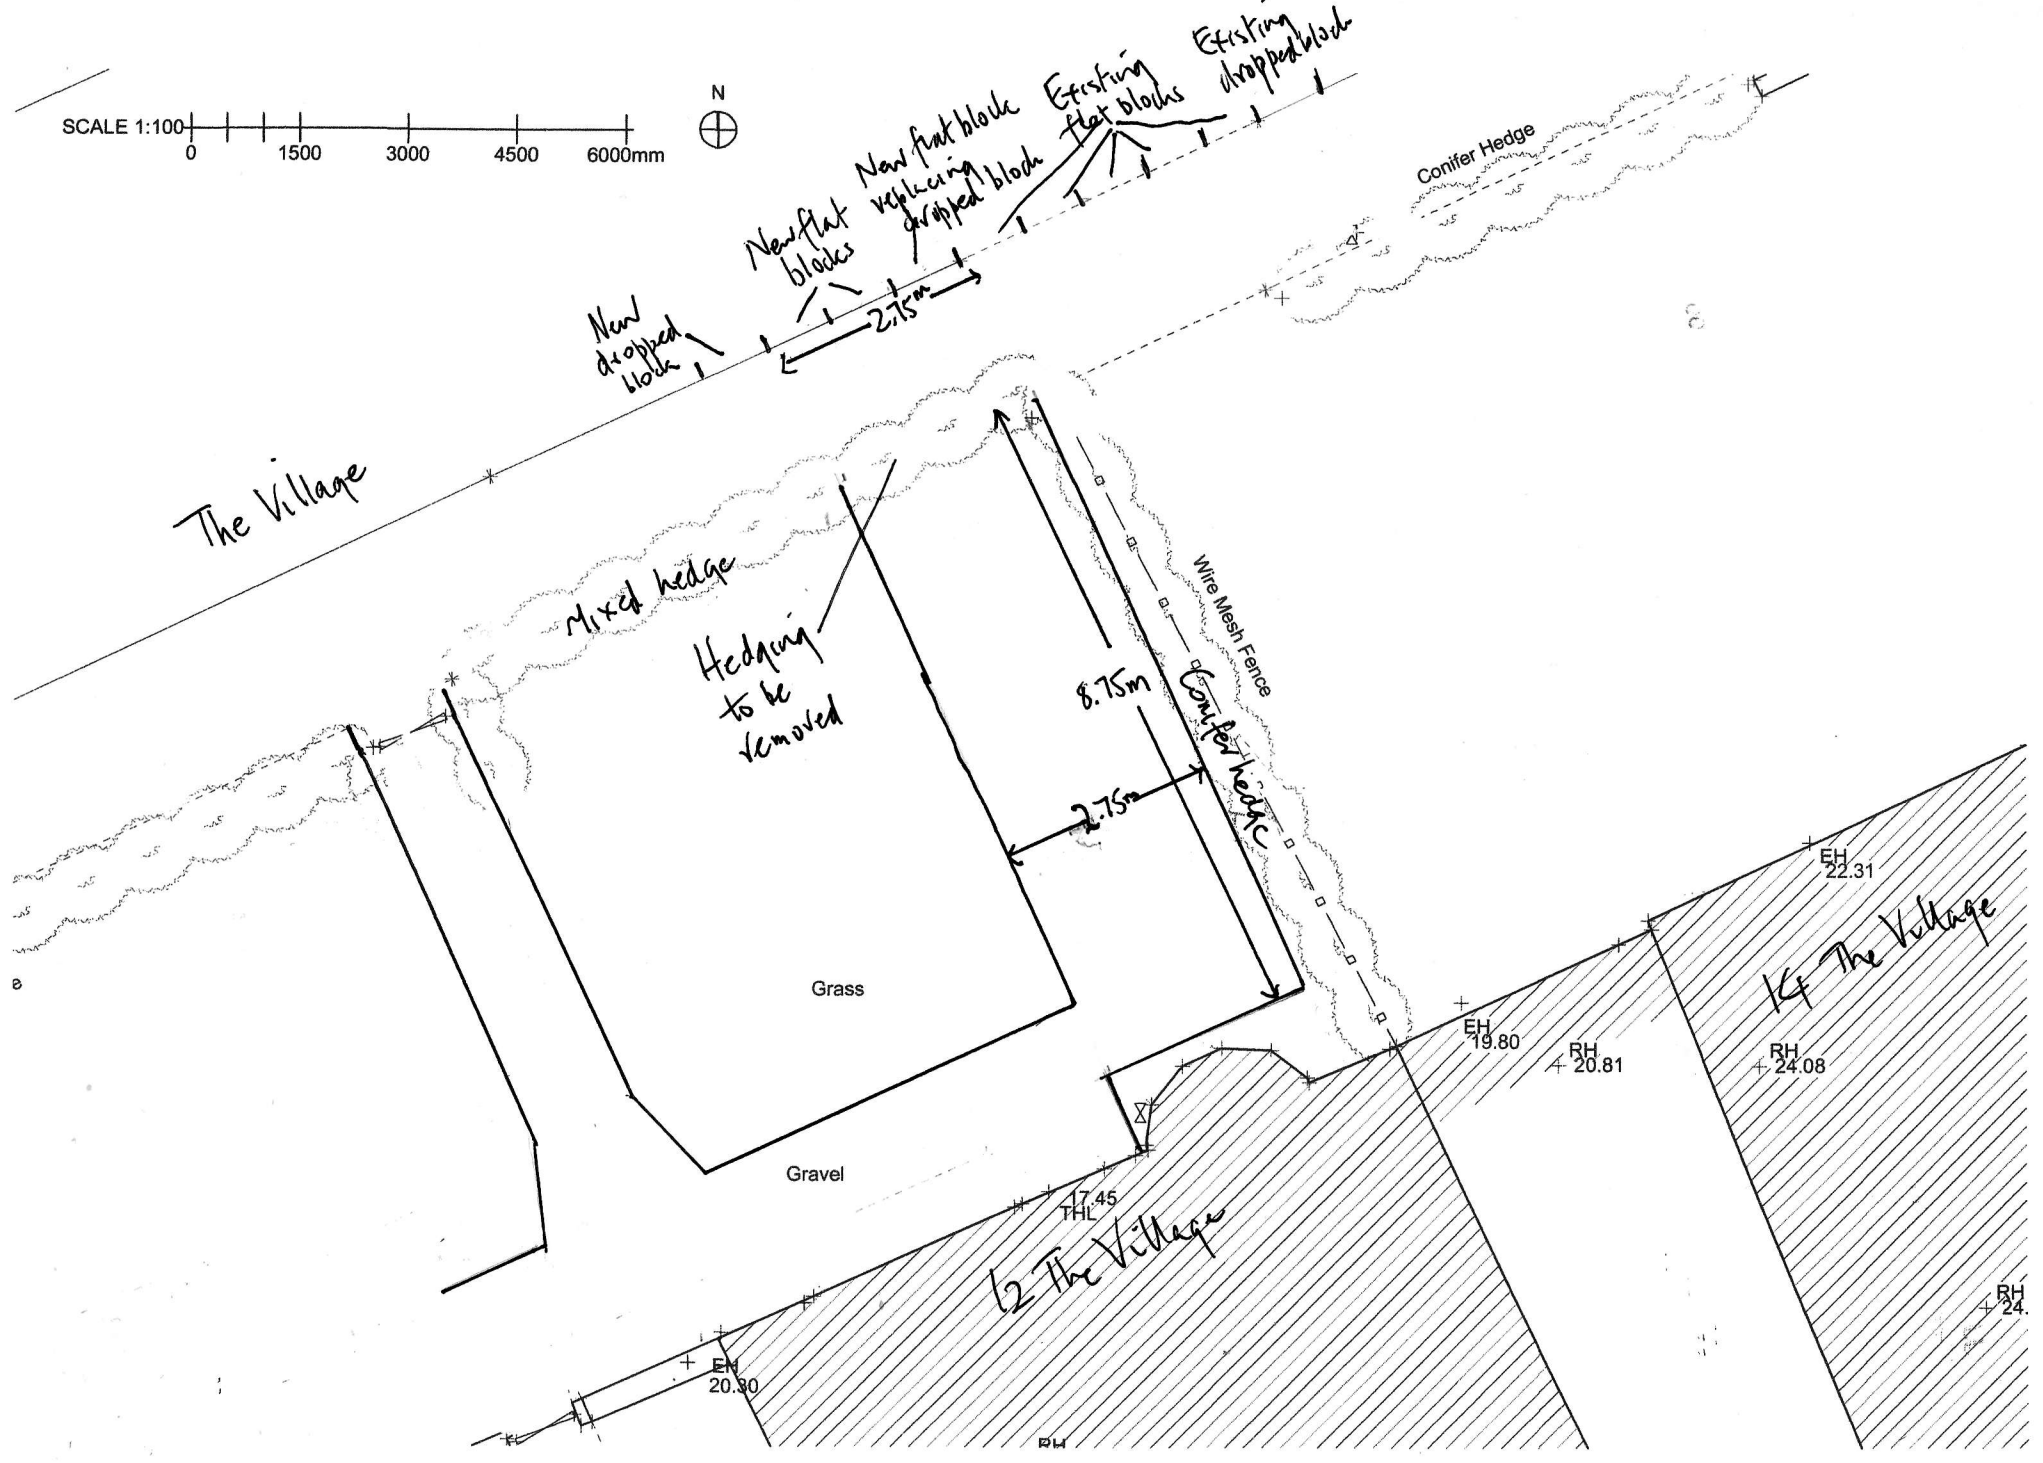 N
SCALE 1:100
0 1500 3000 4500 6000mm
Existing
dropped block
Existing
flat blocks
New flat block
replacing
dropped block
New flat
blocks
New
dropped
block
2.75m
Conifer Hedge
The Village
Mixed hedge
Hedging
to be
removed
Wire Mesh Fence
8.75m
Conifer hedge
2.75m
Grass
Gravel
EH
22.31
14 The Village
EH
19.80
RH
20.81
RH
24.08
17.45
THL
12 The Village
RH
24.
EH
20.30
RH